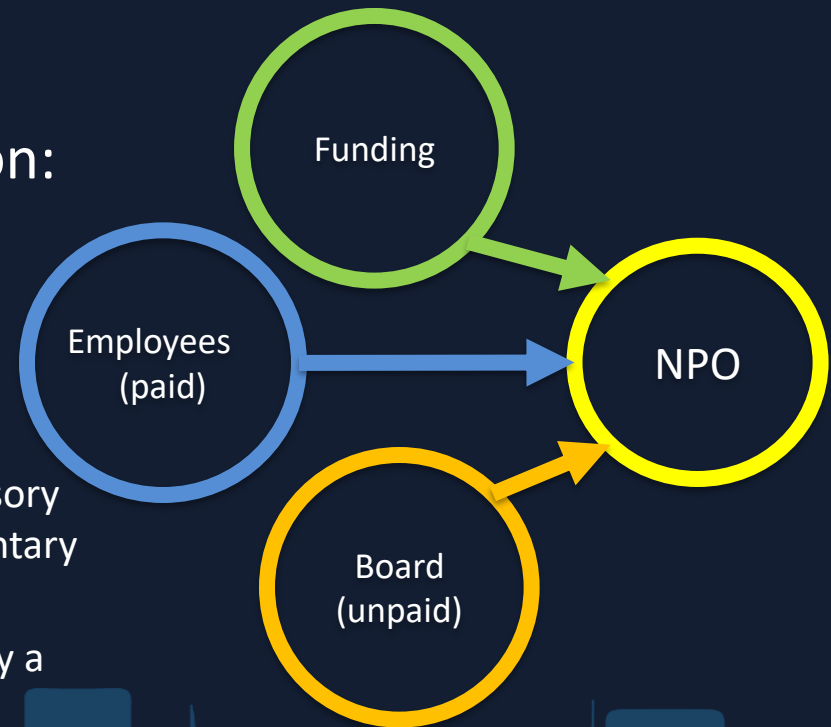 on:
sory
ntary
y a
Funding
Employees
(paid)
NPO
Board
(unpaid)